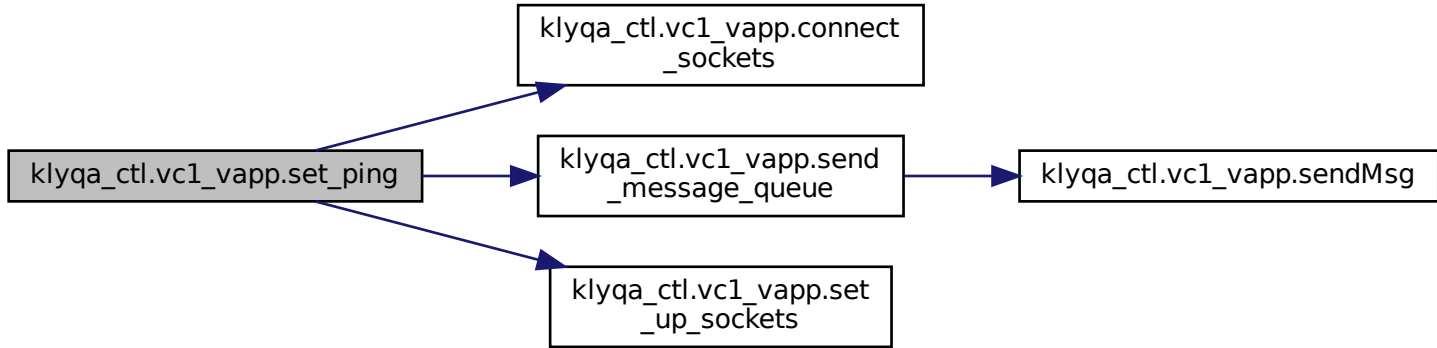 klyqa_ctl.vc1_vapp.connect
_sockets
klyqa_ctl.vc1_vapp.set_ping
klyqa_ctl.vc1_vapp.send
_message_queue
klyqa_ctl.vc1_vapp.sendMsg
klyqa_ctl.vc1_vapp.set
_up_sockets